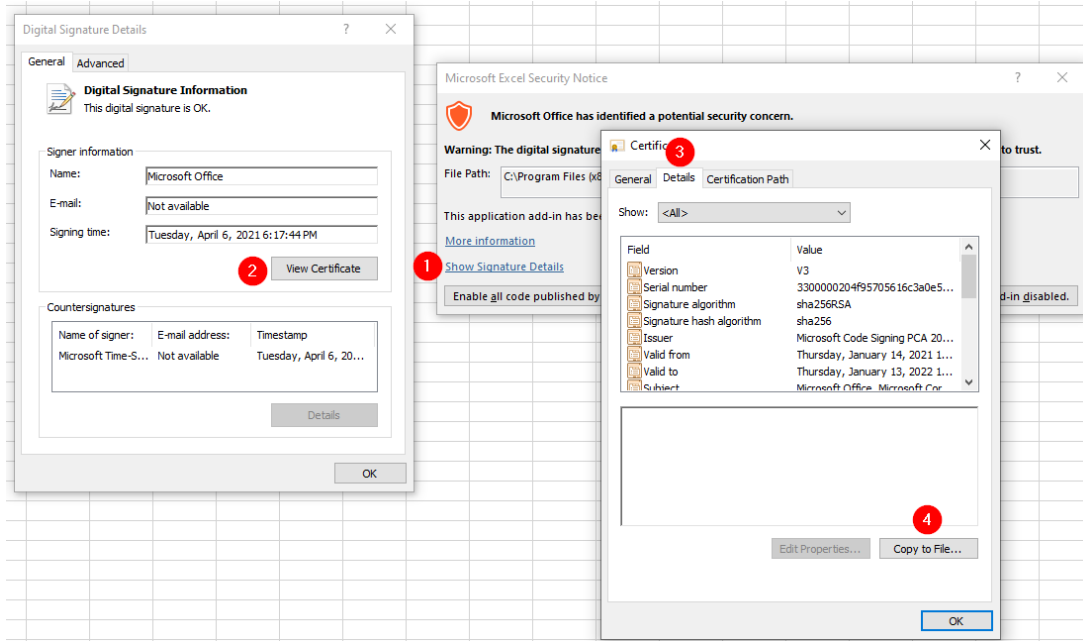 Digital Signature Details
General Advanced
Digital Signature Information
This digital signature is OK.
Signer information
Name: Microsoft Office
E-mail: Not available
Signing time: Tuesday, April 6, 2021 6:17:44 PM
2 View Certificate
Countersignatures
Name of signer: E-mail address: Timestamp
Microsoft Time-S... Not available Tuesday, April 6, 20...
Details
OK
Microsoft Excel Security Notice
Microsoft Office has identified a potential security concern.
Warning: The digital signature to trust.
File Path: C:\Program Files (x8
This application add-in has bee
More information
1 Show Signature Details
Enable all code published by d-in disabled.
Certific
3
General Details Certification Path
Show: <All>
Field Value
Version V3
Serial number 3300000204f95705616c3a0e5...
Signature algorithm sha256RSA
Signature hash algorithm sha256
Issuer Microsoft Code Signing PCA 20...
Valid from Thursday, January 14, 2021 1...
Valid to Thursday, January 13, 2022 1...
Subject Microsoft Office, Microsoft Cor
4
Edit Properties... Copy to File...
OK